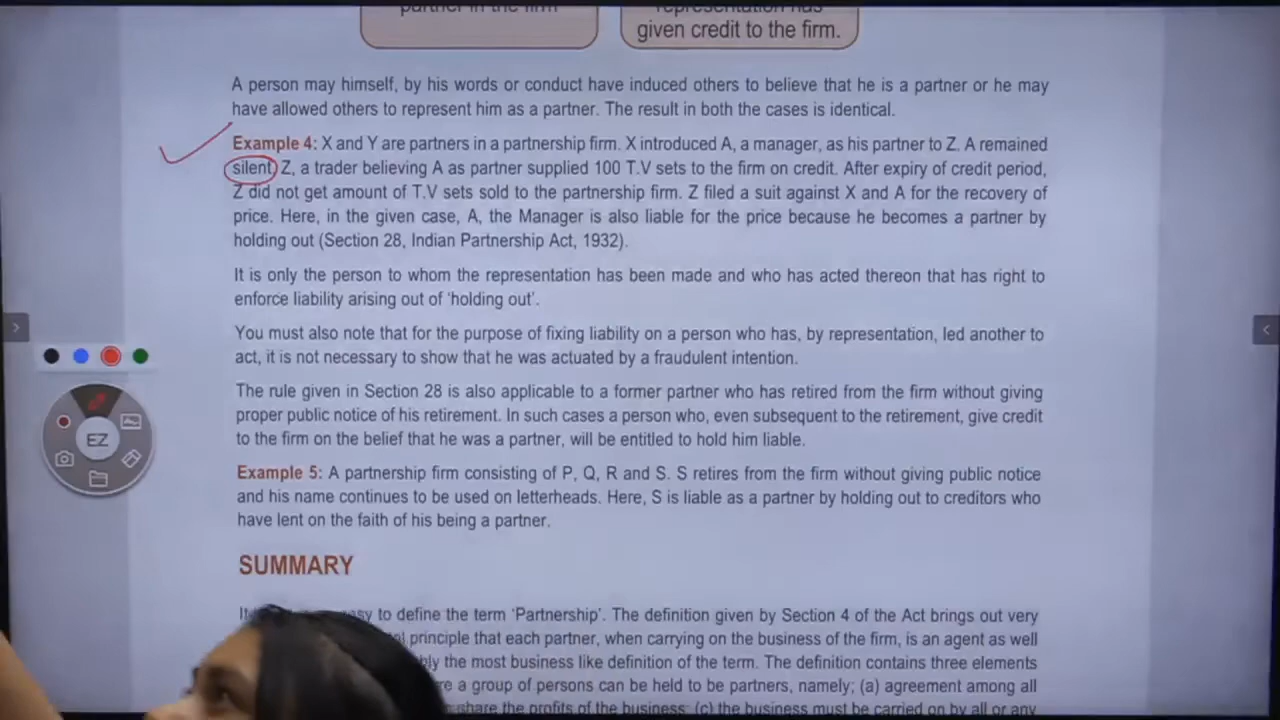 partner in the firm
representation has
given credit to the firm.
A person may himself, by his words or conduct have induced others to believe that he is a partner or he may
have allowed others to represent him as a partner. The result in both the cases is identical.
Example 4: X and Y are partners in a partnership firm. X introduced A, a manager, as his partner to Z. A remained
silent. Z, a trader believing A as partner supplied 100 T.V sets to the firm on credit. After expiry of credit period,
Z did not get amount of T.V sets sold to the partnership firm. Z filed a suit against X and A for the recovery of
price. Here, in the given case, A, the Manager is also liable for the price because he becomes a partner by
holding out (Section 28, Indian Partnership Act, 1932).
It is only the person to whom the representation has been made and who has acted thereon that has right to
enforce liability arising out of ‘holding out’.
You must also note that for the purpose of fixing liability on a person who has, by representation, led another to
act, it is not necessary to show that he was actuated by a fraudulent intention.
The rule given in Section 28 is also applicable to a former partner who has retired from the firm without giving
proper public notice of his retirement. In such cases a person who, even subsequent to the retirement, give credit
to the firm on the belief that he was a partner, will be entitled to hold him liable.
EZ
Example 5: A partnership firm consisting of P, Q, R and S. S retires from the firm without giving public notice
and his name continues to be used on letterheads. Here, S is liable as a partner by holding out to creditors who
have lent on the faith of his being a partner.
SUMMARY
to define the term ‘Partnership’. The definition given by Section 4 of the Act brings out very
principle that each partner, when carrying on the business of the firm, is an agent as well
the most business like definition of the term. The definition contains three elements
a group of persons can be held to be partners, namely; (a) agreement among all
share the profits of the business; (c) the business must be carried on by all or any